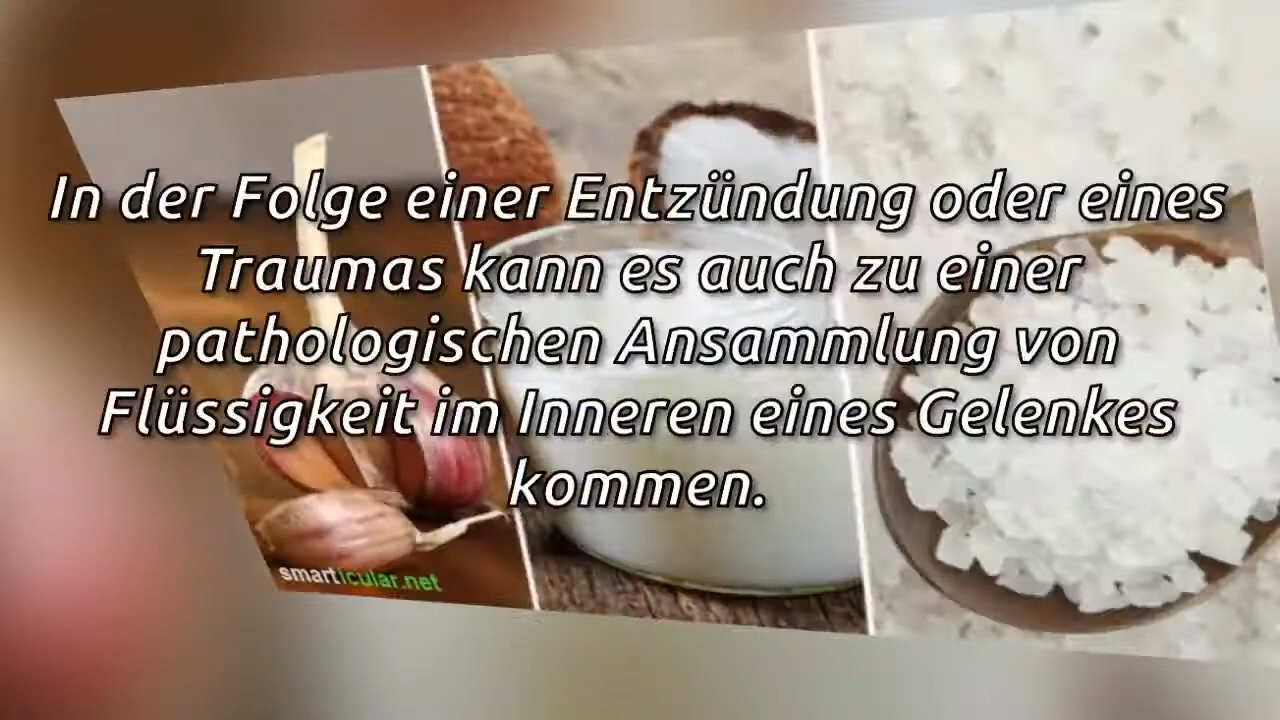 In der Folge einer Entzündung oder eines
Traumas kann es auch zu einer
pathologischen Ansammlung von
Flüssigkeit im Inneren eines Gelenkes
kommen.
smarticular.net